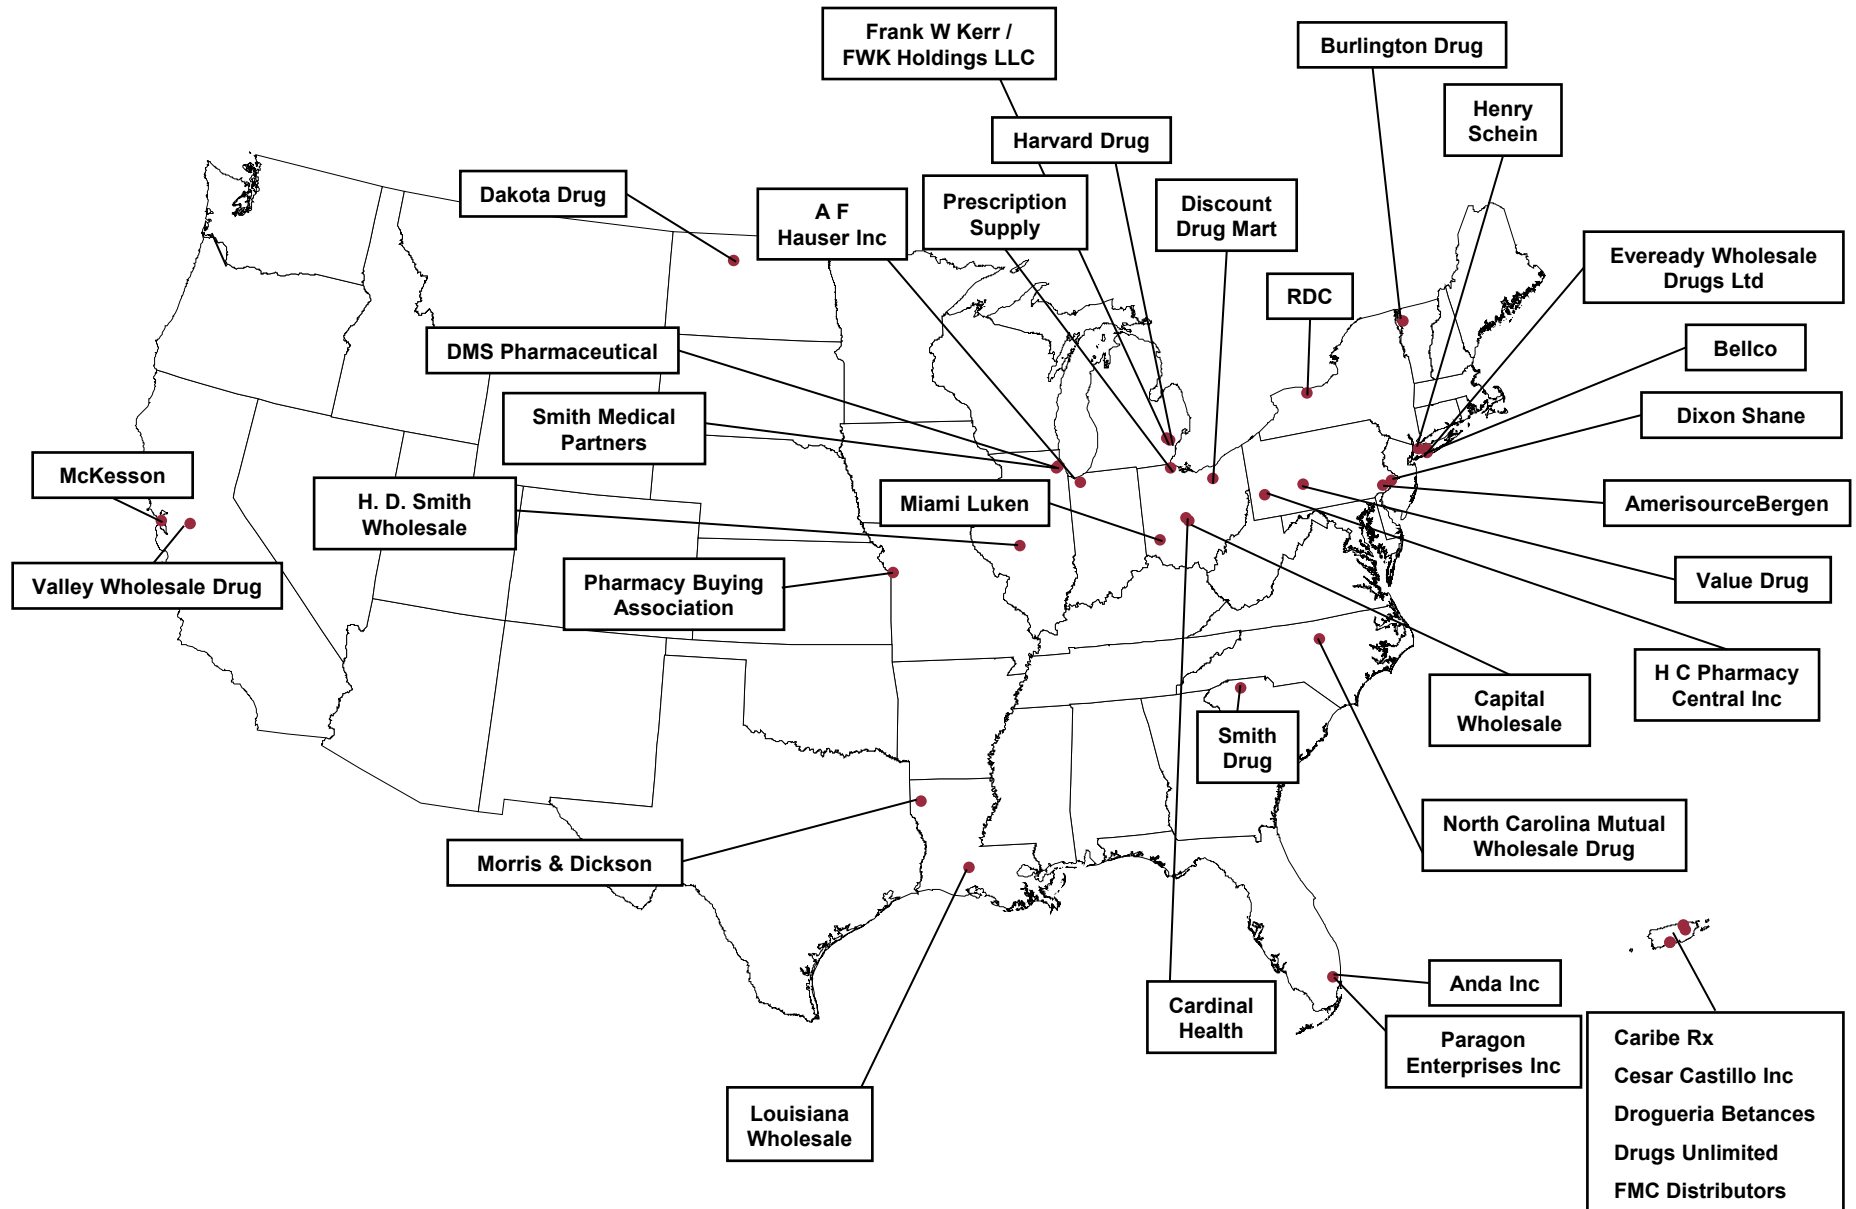 Frank W Kerr /
FWK Holdings LLC
Burlington Drug
Henry
Schein
Harvard Drug
Dakota Drug
A F
Hauser Inc
Prescription
Supply
Discount
Drug Mart
Eveready Wholesale
Drugs Ltd
RDC
DMS Pharmaceutical
Bellco
Smith Medical
Partners
Dixon Shane
McKesson
H. D. Smith
Wholesale
Miami Luken
AmerisourceBergen
Valley Wholesale Drug
Pharmacy Buying
Association
Value Drug
H C Pharmacy
Central Inc
Capital
Wholesale
Smith
Drug
North Carolina Mutual
Wholesale Drug
Morris & Dickson
Anda Inc
Cardinal
Health
Paragon
Enterprises Inc
Louisiana
Wholesale
Caribe Rx
Cesar Castillo Inc
Drogueria Betances
Drugs Unlimited
FMC Distributors